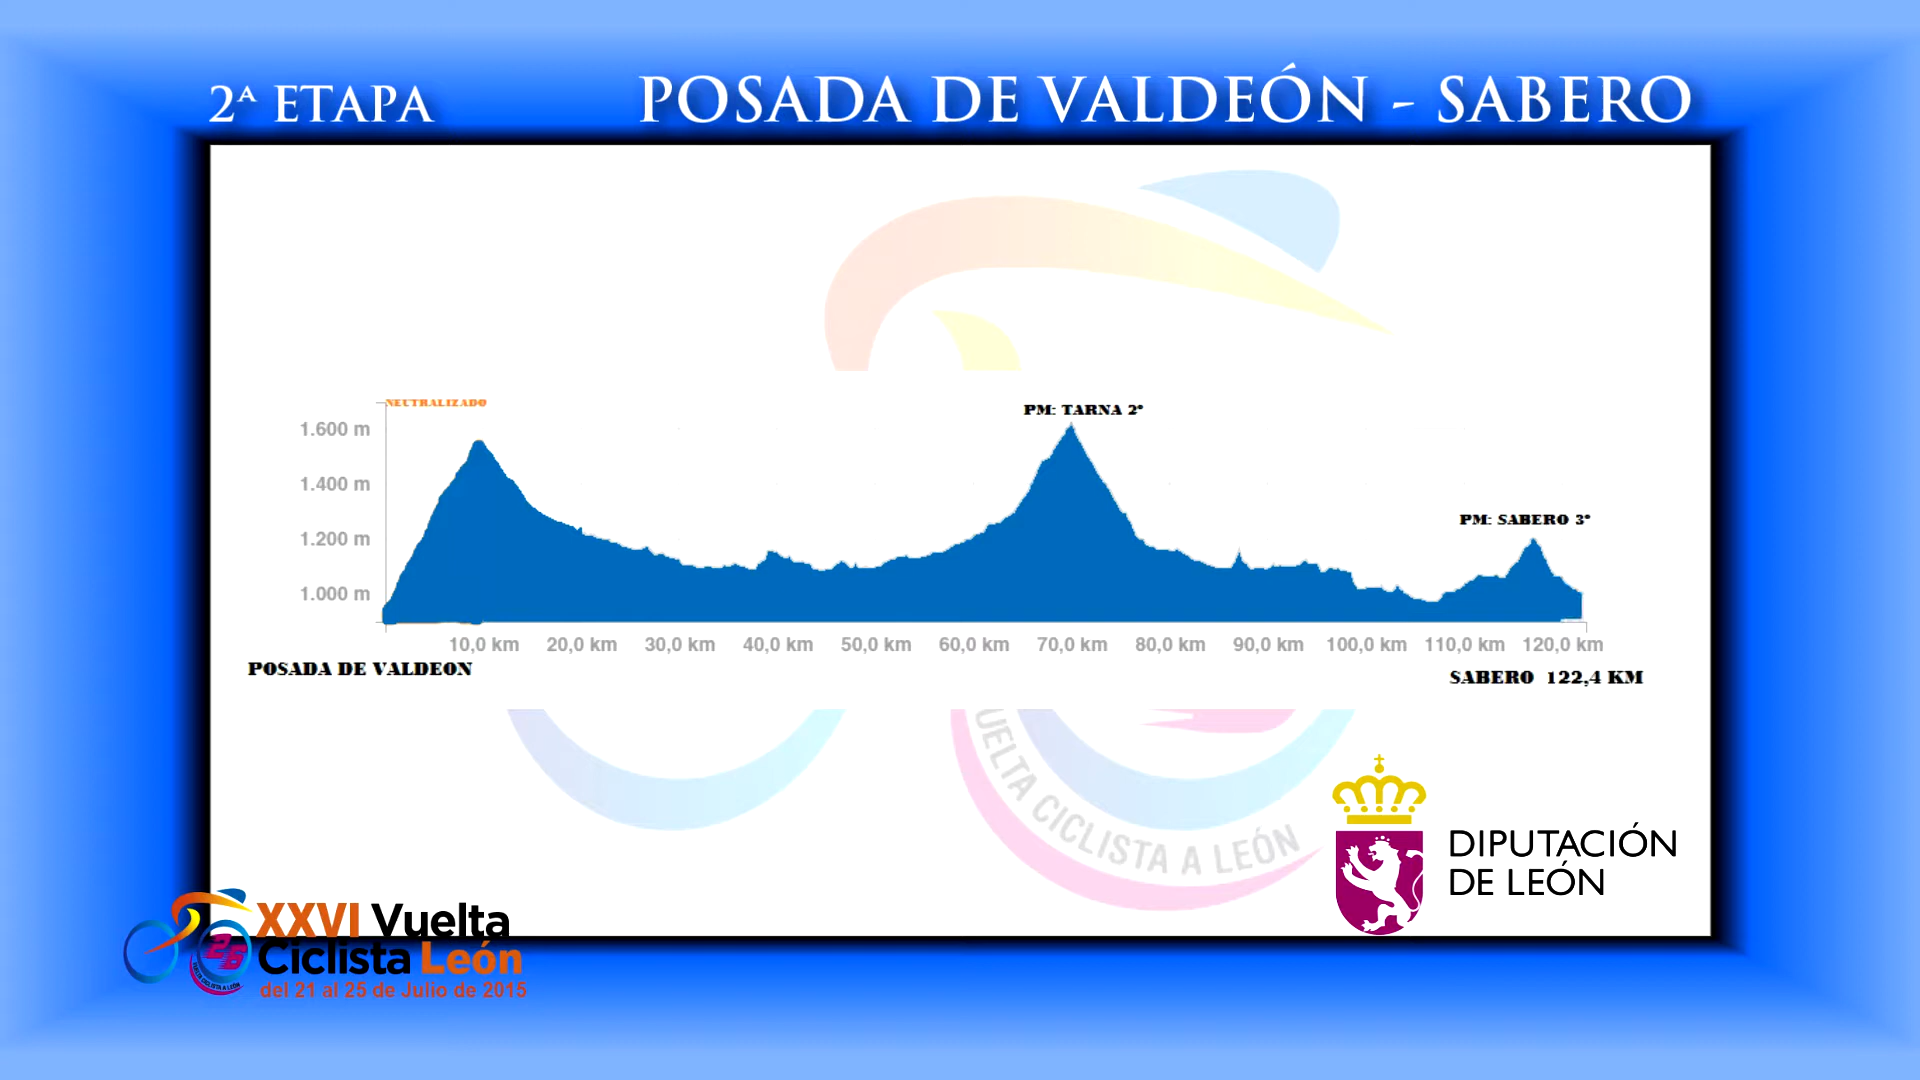 2ª ETAPA
POSADA DE VALDEÓN - SABERO
NEUTRALIZADO
PM: TARNA 2ª
1.600 m
1.400 m
PM: SABERO 3ª
1.200 m
1.000 m
10,0 km 20,0 km 30,0 km 40,0 km 50,0 km 60,0 km 70,0 km 80,0 km 90,0 km 100,0 km 110,0 km 120,0 km
POSADA DE VALDEON
SABERO 122,4 KM
UELTA CICLISTA A LEÓN
DIPUTACIÓN
DE LEÓN
XXVI Vuelta
Ciclista León
del 21 al 25 de Julio de 2015
26
VUELTA CICLISTA A LEÓN